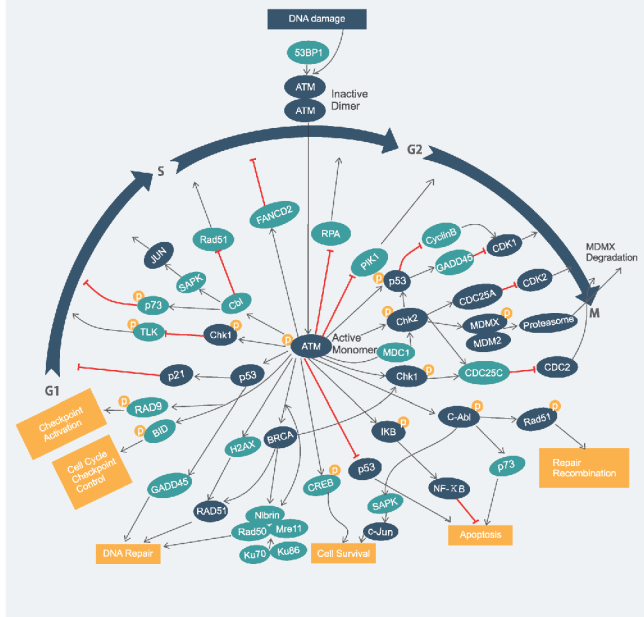 DNA damage
53BP1
ATM
Inactive
Dimer
ATM
G2
S
FANCD2
RPA
CyclinB
Rad51
PIK1
GADD45
CDK1
JUN
MDMX
Degradation
SAPK
p
p53
CDC25A
CDK2
p
p73
Cbl
p
Chk2
p
MDMX
Proteasome
M
p
TLK
Chk1
p
p
ATM
Active
Monomer
MDC1
MDM2
G1
p21
p53
Chk1
p
CDC25C
CDC2
Checkpoint
Activation
p
RAD9
C-Abl
p
Rad51
p
p
BID
H2AX
BRCA
IKB
p
Cell Cycle
Checkpoint
Control
Repair
Recombination
GADD45
CREB
p
p53
p73
NF-KB
RAD51
SAPK
Nibrin
Rad50
Mre11
c-Jun
Apoptosis
DNA Repair
Ku70
Ku86
Cell Survival